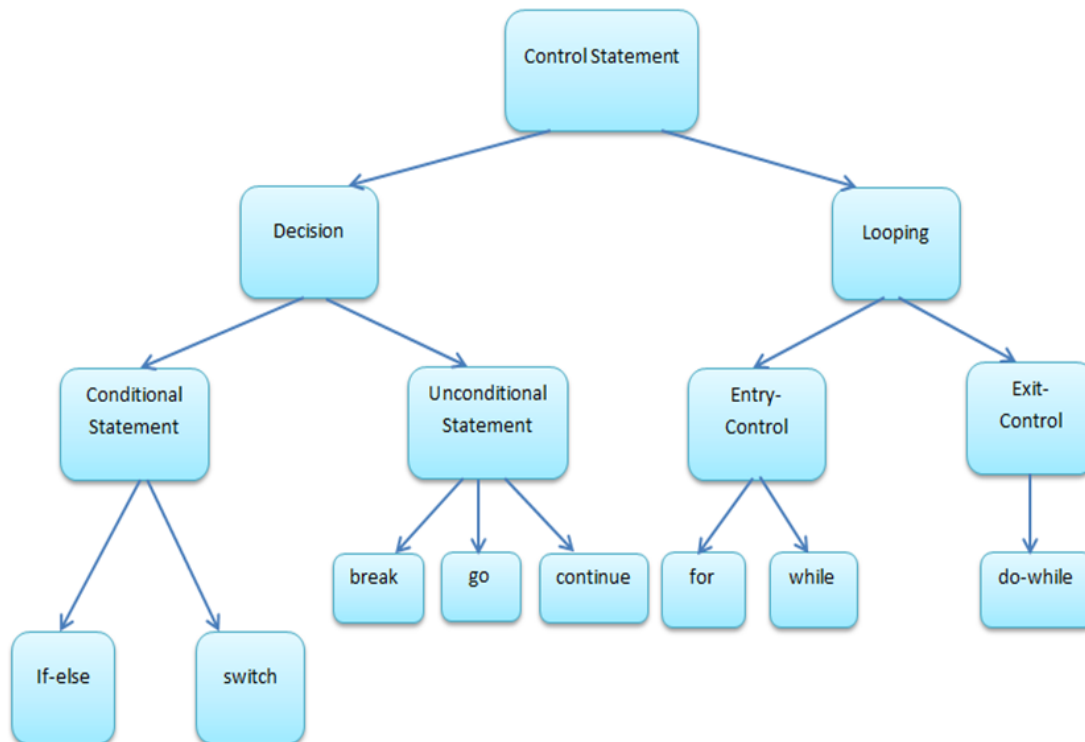 Control Statement
Decision
Looping
Conditional
Statement
Unconditional
Statement
Entry-
Control
Exit-
Control
break
go
continue
for
while
do-while
If-else
switch